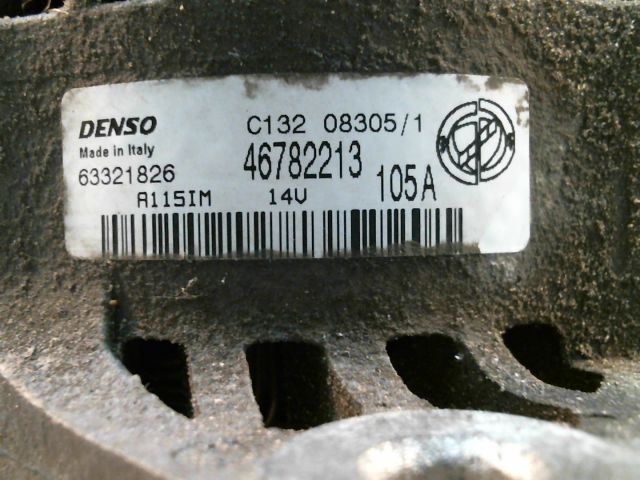 DENSO C132 08305/1
Made in Italy 46782213
63321826 105A
A115IM 14V